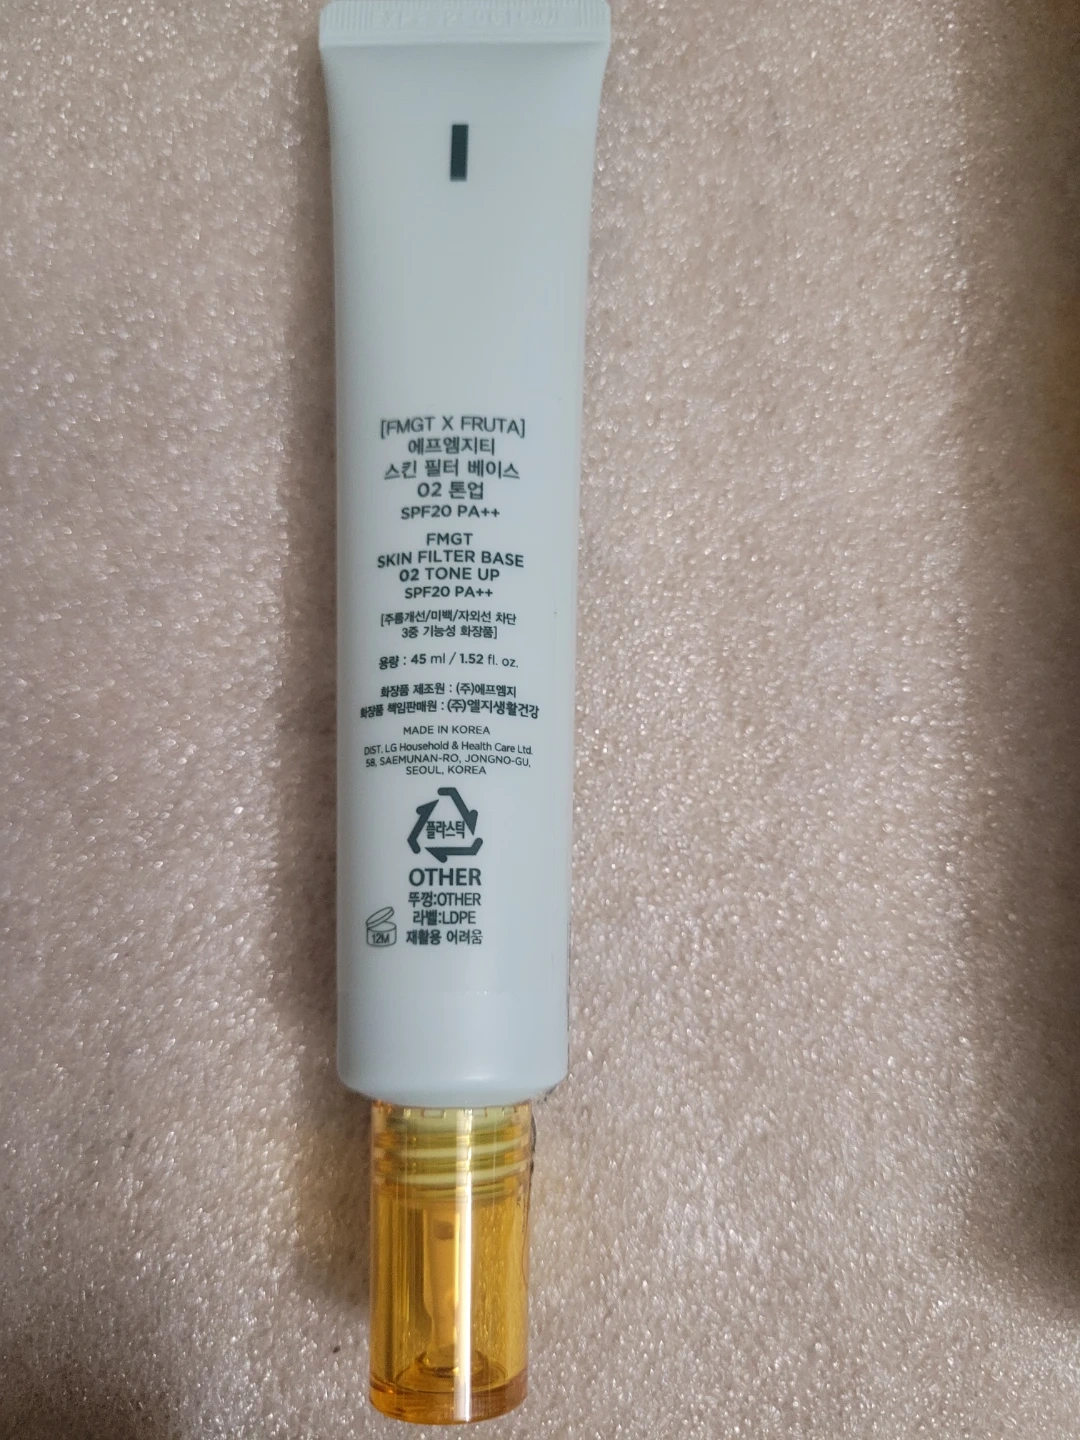 [FMGT X FRUTA]
에프엠지티
스킨 필터 베이스
02 톤업
SPF20 PA++
FMGT
SKIN FILTER BASE
02 TONE UP
SPF20 PA++
[주름개선/미백/자외선 차단
3중 기능성 화장품]
용량 : 45 ml / 1.52 fl. oz.
화장품 제조원 : (주)에프엠지
화장품 책임판매원 : (주)엘지생활건강
MADE IN KOREA
DIST. LG Household & Health Care Ltd.
58, SAEMUNAN-RO, JONGNO-GU,
SEOUL, KOREA
플라스틱
OTHER
뚜껑:OTHER
라벨:LDPE
12M 재활용 어려움